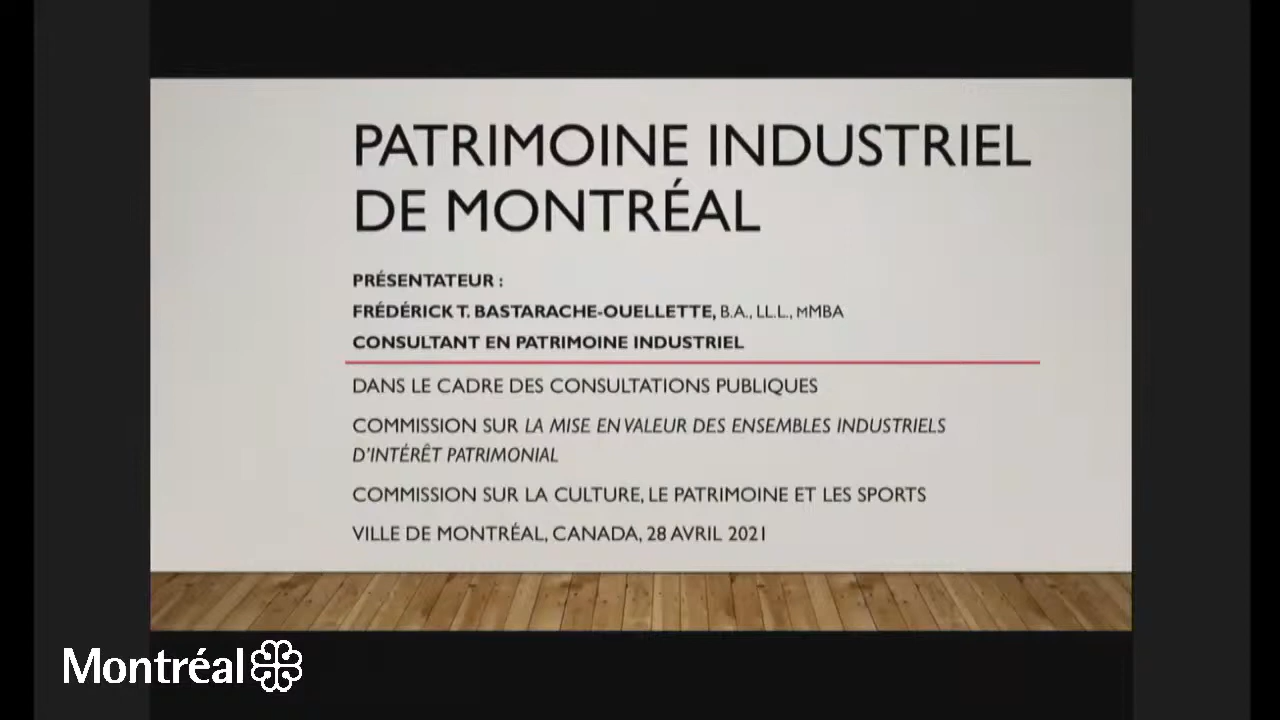 PATRIMOINE INDUSTRIEL
DE MONTRÉAL
PRÉSENTATEUR :
FRÉDÉRICK T. BASTARACHE-OUELLETTE, B.A., LL.L., MMBA
CONSULTANT EN PATRIMOINE INDUSTRIEL
DANS LE CADRE DES CONSULTATIONS PUBLIQUES
COMMISSION SUR LA MISE EN VALEUR DES ENSEMBLES INDUSTRIELS
D'INTÉRÊT PATRIMONIAL
COMMISSION SUR LA CULTURE, LE PATRIMOINE ET LES SPORTS
VILLE DE MONTRÉAL, CANADA, 28 AVRIL 2021
Montréal